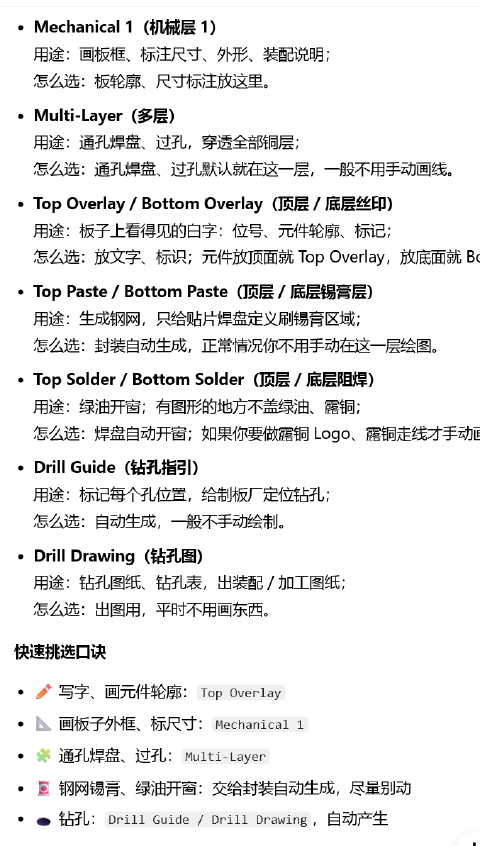 Mechanical 1（机械层 1）
用途：画板框、标注尺寸、外形、装配说明；
怎么选：板轮廓、尺寸标注放这里。
Multi-Layer（多层）
用途：通孔焊盘、过孔，穿透全部铜层；
怎么选：通孔焊盘、过孔默认就在这一层，一般不用手动画线。
Top Overlay / Bottom Overlay（顶层 / 底层丝印）
用途：板子上看得见的白字：位号、元件轮廓、标记；
怎么选：放文字、标识；元件放顶面就 Top Overlay，放底面就 Bo
Top Paste / Bottom Paste（顶层 / 底层锡膏层）
用途：生成钢网，只给贴片焊盘定义刷锡膏区域；
怎么选：封装自动生成，正常情况你不用手动在这一层绘图。
Top Solder / Bottom Solder（顶层 / 底层阻焊）
用途：绿油开窗；有图形的地方不盖绿油、露铜；
怎么选：焊盘自动开窗；如果你要做露铜 Logo、露铜走线才手动画
Drill Guide（钻孔指引）
用途：标记每个孔位置，给制板厂定位钻孔；
怎么选：自动生成，一般不手动绘制。
Drill Drawing（钻孔图）
用途：钻孔图纸、钻孔表，出装配 / 加工图纸；
怎么选：出图用，平时不用画东西。
快速挑选口诀
写字、画元件轮廓：Top Overlay
画板子外框、标尺寸：Mechanical 1
通孔焊盘、过孔：Multi-Layer
钢网锡膏、绿油开窗：交给封装自动生成，尽量别动
钻孔：Drill Guide / Drill Drawing，自动产生